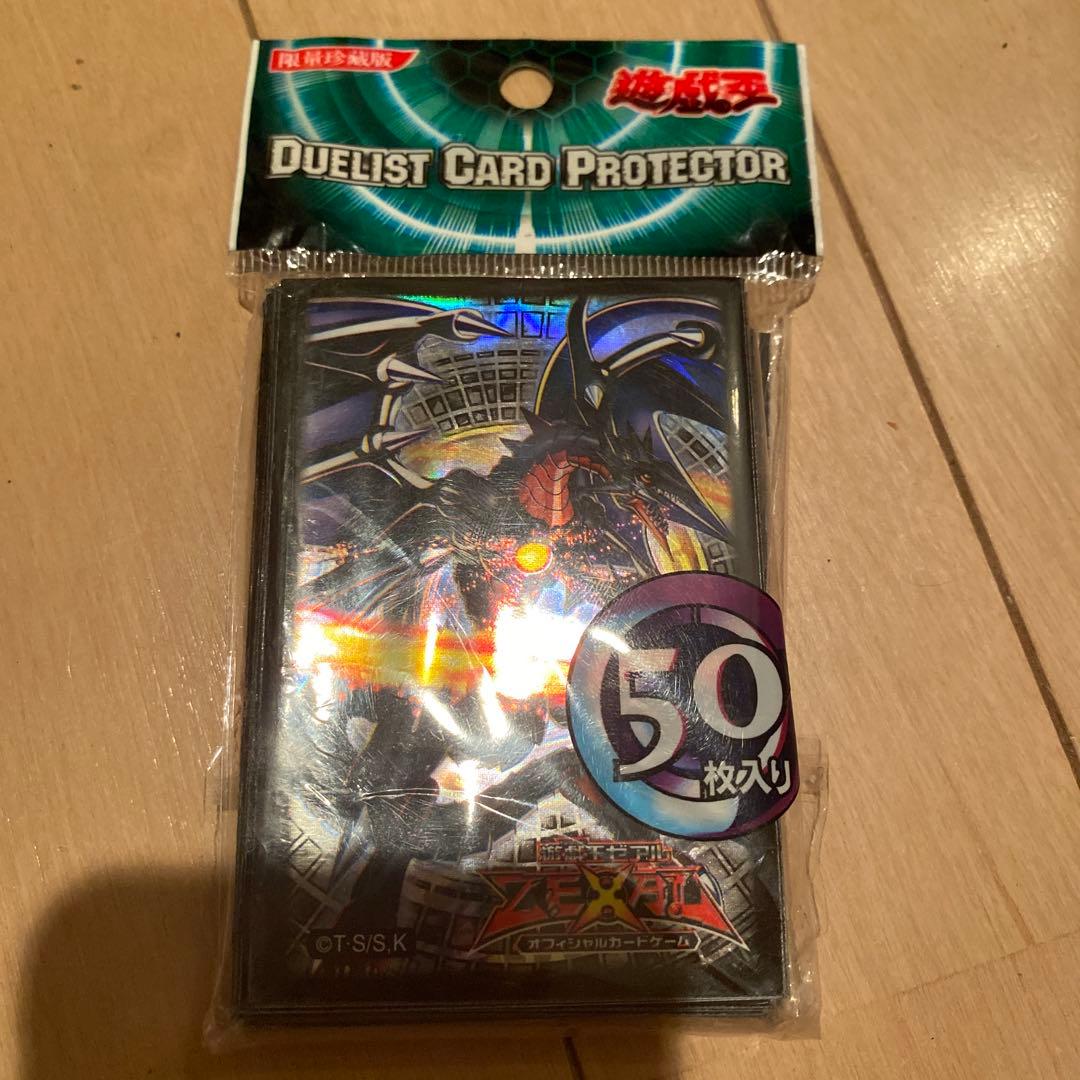 限量珍藏版
遊戯王
DUELIST CARD PROTECTOR
50
枚入り
遊戯王ゼアル
ZEXAL
オフィシャルカードゲーム
©T·S/S,K